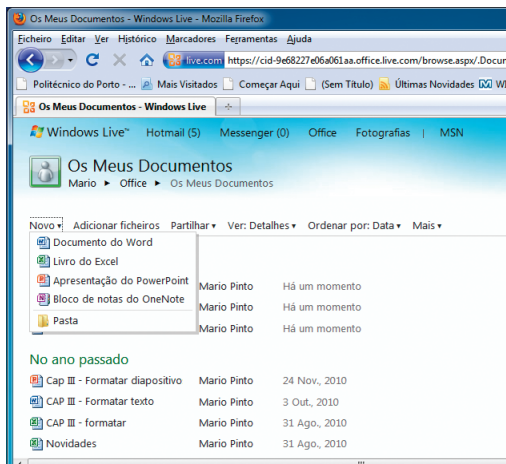 Os Meus Documentos - Windows Live - Mozilla Firefox
Ficheiro Editar Ver Histórico Marcadores Ferramentas Ajuda
live.com https://cid-9e68227e06a061aa.office.live.com/browse.aspx/.Docum
Politécnico do Porto - ... Mais Visitados Começar Aqui (Sem Título) Últimas Novidades
Os Meus Documentos - Windows Live
Windows Live™ Hotmail (5) Messenger (0) Office Fotografias | MSN
Os Meus Documentos
Mario ► Office ► Os Meus Documentos
Novo Adicionar ficheiros Partilhar Ver: Detalhes Ordenar por: Data Mais
Documento do Word
Livro do Excel
Apresentação do PowerPoint Mario Pinto Há um momento
Bloco de notas do OneNote Mario Pinto Há um momento
Pasta Mario Pinto Há um momento
No ano passado
Cap III - Formatar diapositivo Mario Pinto 24 Nov., 2010
CAP III - Formatar texto Mario Pinto 3 Out., 2010
CAP III - formatar Mario Pinto 31 Ago., 2010
Novidades Mario Pinto 31 Ago., 2010